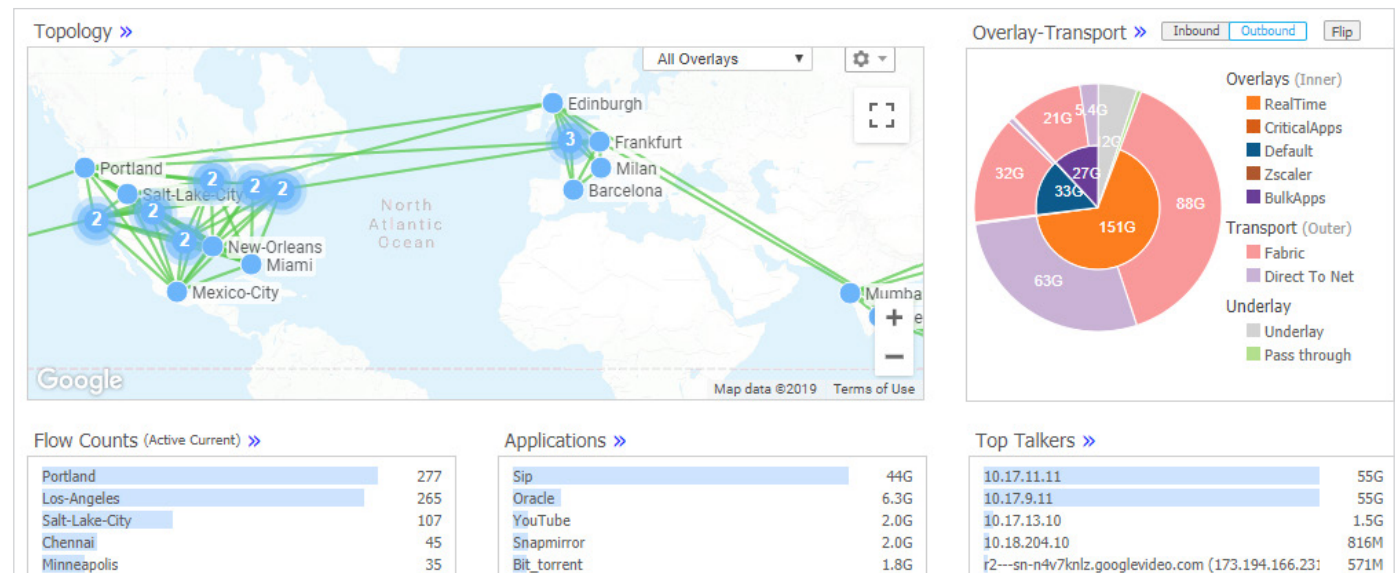 Topology »
All Overlays ▼
Edinburgh
3
Frankfurt
Milan
Barcelona
Portland
Salt-Lake-City
2
2
2
2
2
2
New-Orleans
Miami
Mexico-City
North
Atlantic
Ocean
Mumba
e
+
−
Google
Map data ©2019 Terms of Use
Overlay-Transport » Inbound Outbound Flip
21G
5.4G
2G
32G
33G
27G
88G
151G
63G
Overlays (Inner)
RealTime
CriticalApps
Default
Zscaler
BulkApps
Transport (Outer)
Fabric
Direct To Net
Underlay
Underlay
Pass through
Flow Counts (Active Current) »
Portland 277
Los-Angeles 265
Salt-Lake-City 107
Chennai 45
Minneapolis 35
Applications »
Sip 44G
Oracle 6.3G
YouTube 2.0G
Snapmirror 2.0G
Bit_torrent 1.8G
Top Talkers »
10.17.11.11 55G
10.17.9.11 55G
10.17.13.10 1.5G
10.18.204.10 816M
r2---sn-n4v7knlz.googlevideo.com (173.194.166.231 571M